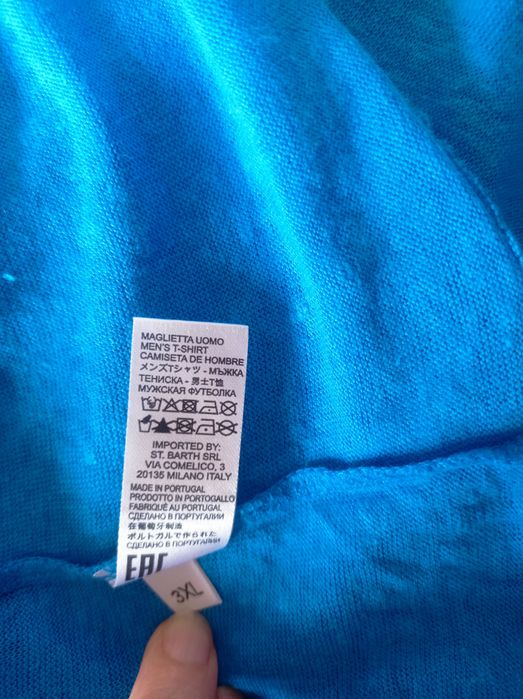 MAGLIETTA UOMO
MEN'S T-SHIRT
CAMISETA DE HOMBRE
メンズTシャツ - МЪЖКА
ТЕНИСКА - 男士T恤
МУЖСКАЯ ФУТБОЛКА
IMPORTED BY:
ST. BARTH SRL
VIA COMELICO, 3
20135 MILANO ITALY
MADE IN PORTUGAL
PRODOTTO IN PORTOGALLO
FABRIQUÉ AU PORTUGAL
СДЕЛАНО В ПОРТУГАЛИИ
在葡萄牙制造
ポルトガルで作られた
СДЕЛАНО В ПОРТУГАЛИИ
EAC
3XL